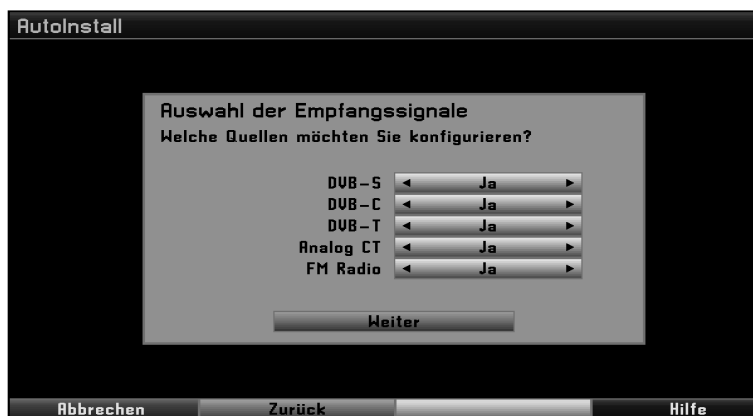 AutoInstall
Auswahl der Empfangssignale
Welche Quellen möchten Sie konfigurieren?
DVB-S Ja
DVB-C Ja
DVB-T Ja
Analog CT Ja
FM Radio Ja
Weiter
Abbrechen Zurück Hilfe